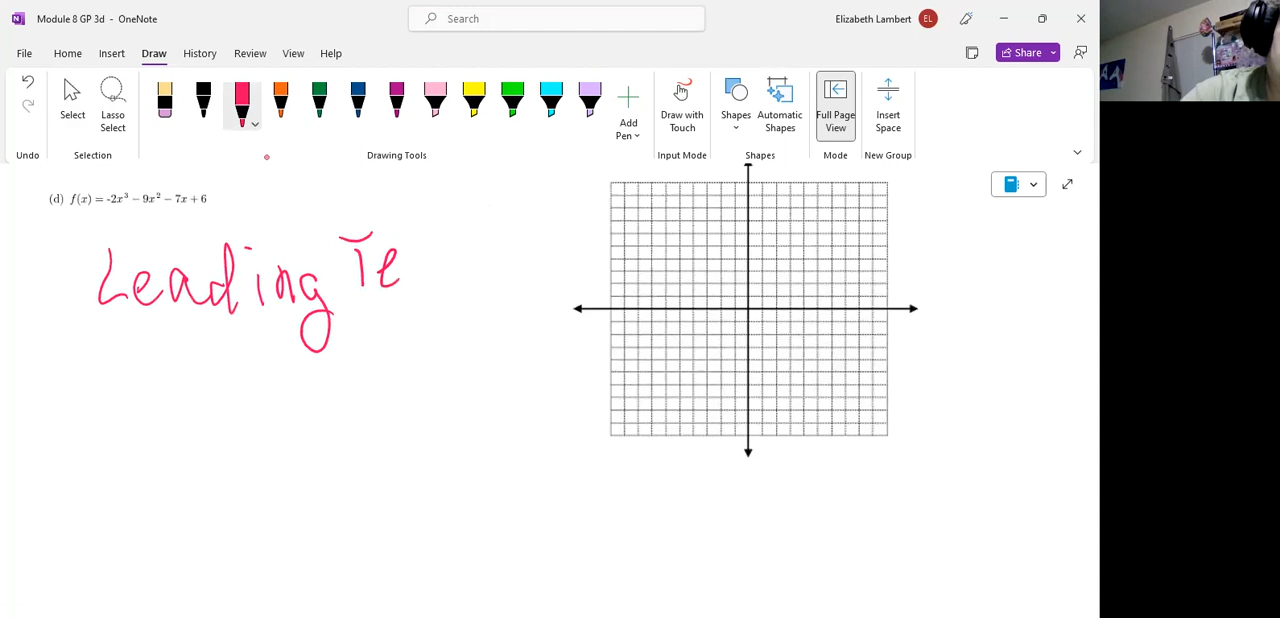 Module 8 GP 3d - OneNote
Search
Elizabeth Lambert
EL
File Home Insert Draw History Review View Help
Share
Select
Lasso Select
Add Pen
Draw with Touch
Shapes
Automatic Shapes
Full Page View
Insert Space
Undo
Selection
Drawing Tools
Input Mode
Shapes
Mode
New Group
(d) f(x) = -2x³ − 9x² − 7x + 6
Leading Te